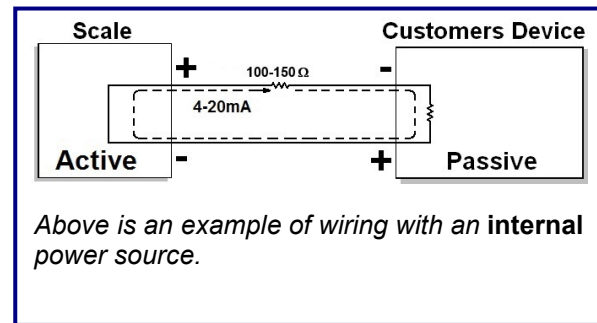 Scale Customers Device
+ 100-150 Ω -
4-20mA
Active - + Passive
Above is an example of wiring with an internal
power source.